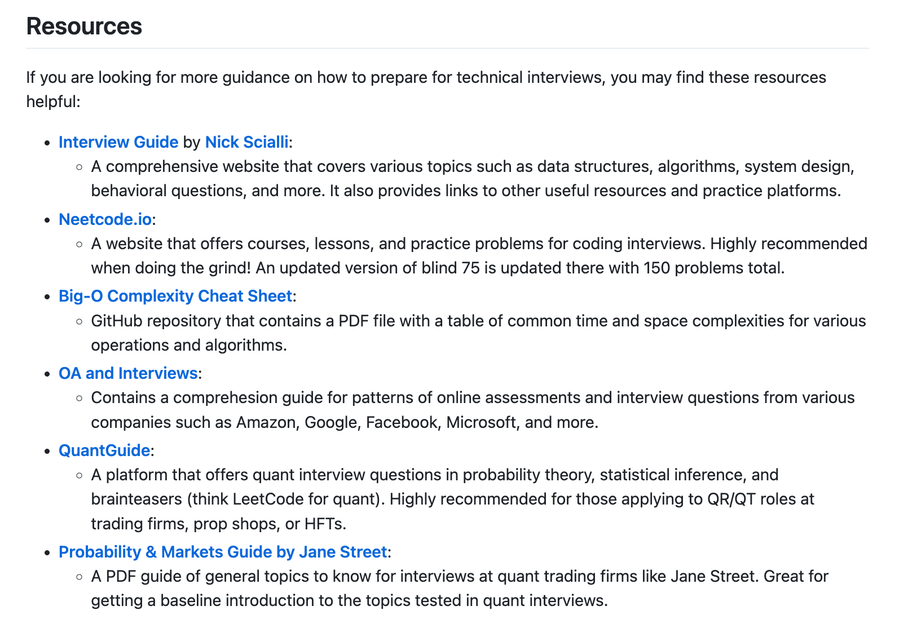 Resources
If you are looking for more guidance on how to prepare for technical interviews, you may find these resources
helpful:
• Interview Guide by Nick Scialli:
◦ A comprehensive website that covers various topics such as data structures, algorithms, system design,
behavioral questions, and more. It also provides links to other useful resources and practice platforms.
• Neetcode.io:
◦ A website that offers courses, lessons, and practice problems for coding interviews. Highly recommended
when doing the grind! An updated version of blind 75 is updated there with 150 problems total.
• Big-O Complexity Cheat Sheet:
◦ GitHub repository that contains a PDF file with a table of common time and space complexities for various
operations and algorithms.
• OA and Interviews:
◦ Contains a comprehesion guide for patterns of online assessments and interview questions from various
companies such as Amazon, Google, Facebook, Microsoft, and more.
• QuantGuide:
◦ A platform that offers quant interview questions in probability theory, statistical inference, and
brainteasers (think LeetCode for quant). Highly recommended for those applying to QR/QT roles at
trading firms, prop shops, or HFTs.
• Probability & Markets Guide by Jane Street:
◦ A PDF guide of general topics to know for interviews at quant trading firms like Jane Street. Great for
getting a baseline introduction to the topics tested in quant interviews.